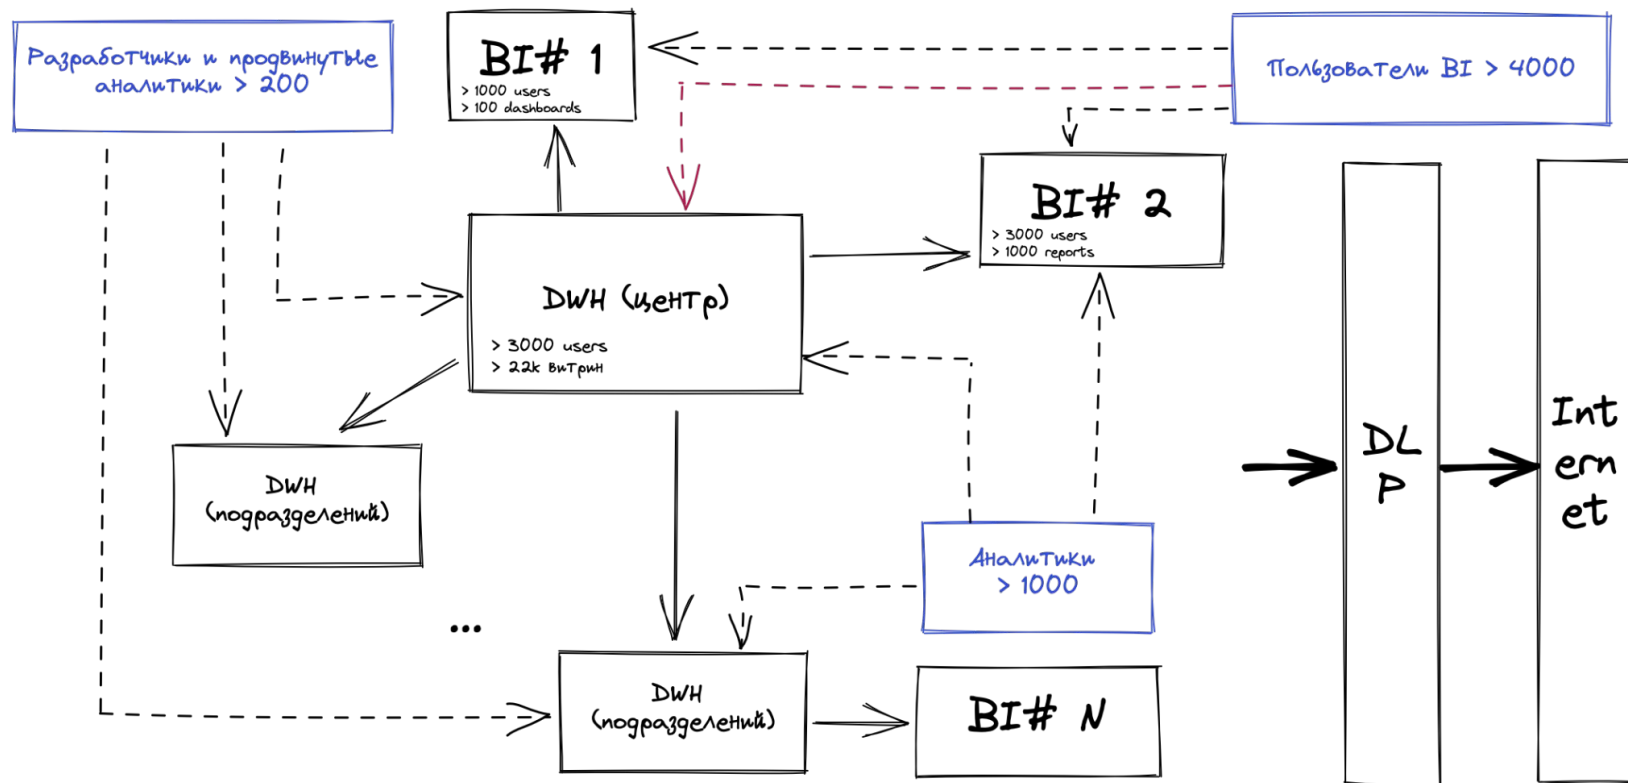 Разработчики и продвинутые
аналитики > 200
BI# 1
> 1000 users
> 100 dashboards
Пользователи BI > 4000
BI# 2
> 3000 users
> 1000 reports
DWH (центр)
> 3000 users
> 22к витрин
DWH
(подразделений)
Аналитики
> 1000
...
DWH
(подразделений)
BI# N
DL
P
Int
ern
et